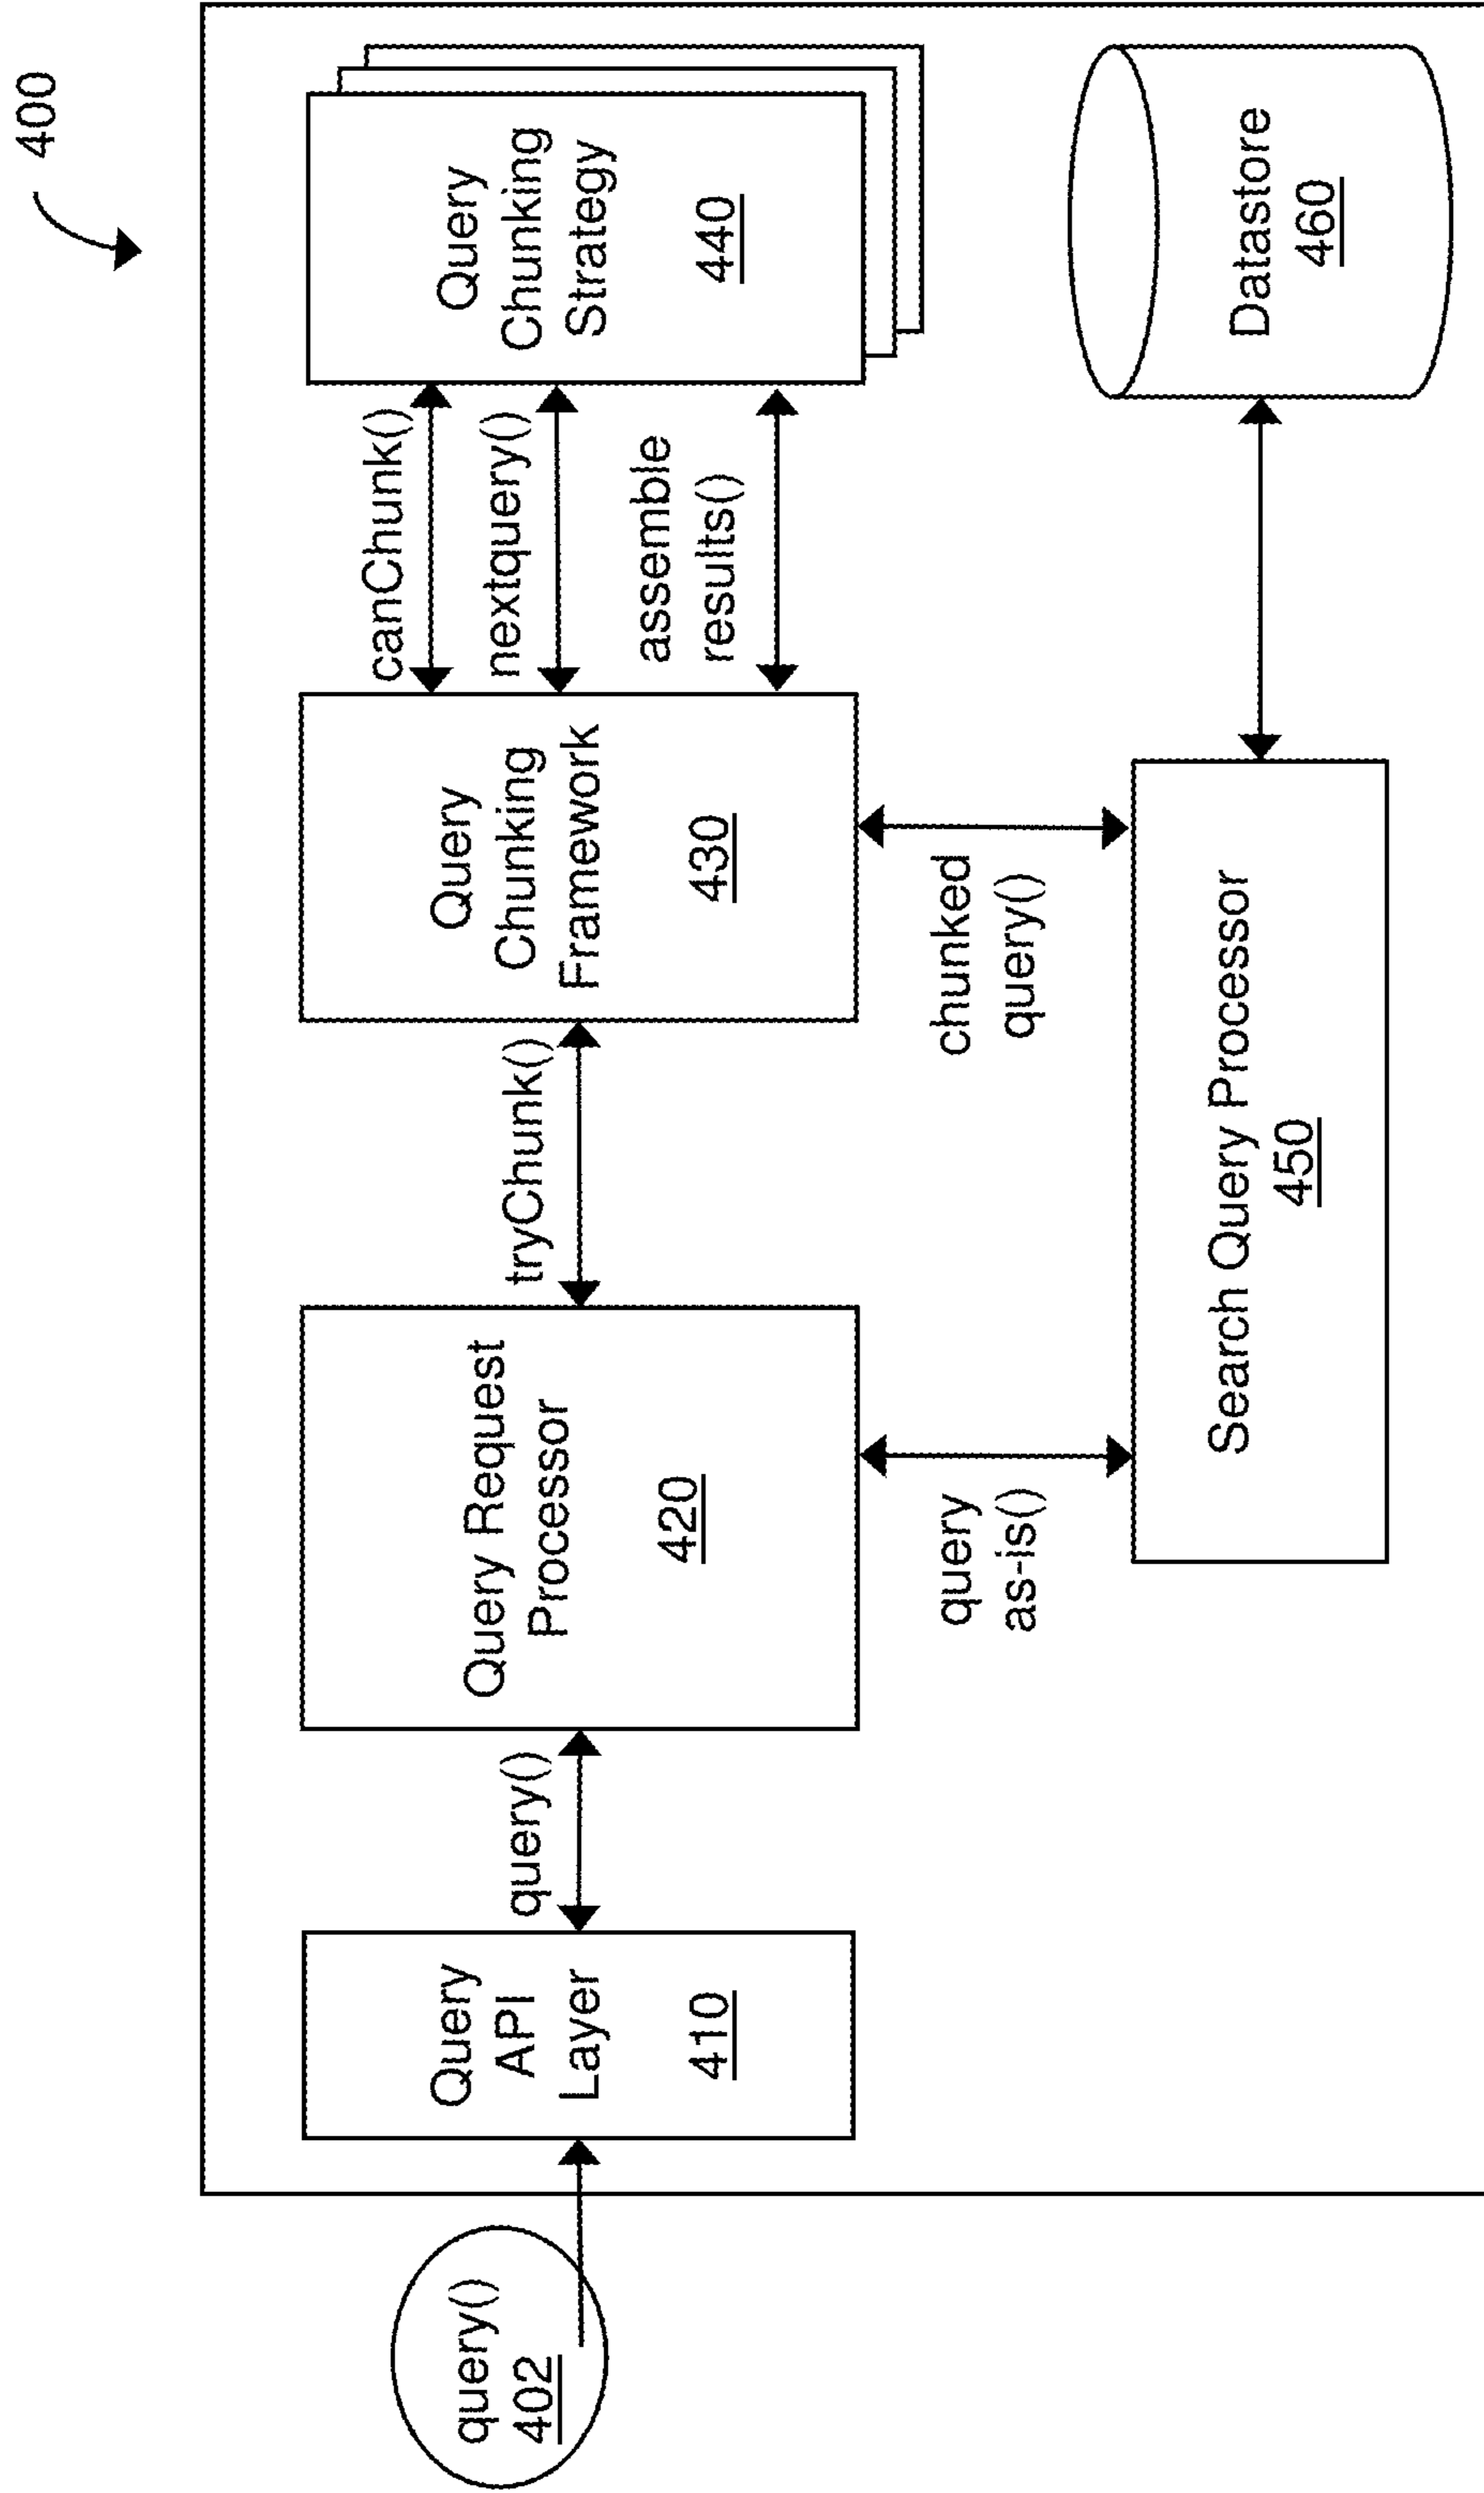 400
query()
402
Query
API
Layer
410
query()
Query Request
Processor
420
tryChunk()
Query
Chunking
Framework
430
canChunk()
nextquery()
assemble
results()
Query
Chunking
Strategy
440
query
as-is()
chunked
query()
Search Query Processor
450
Datastore
460